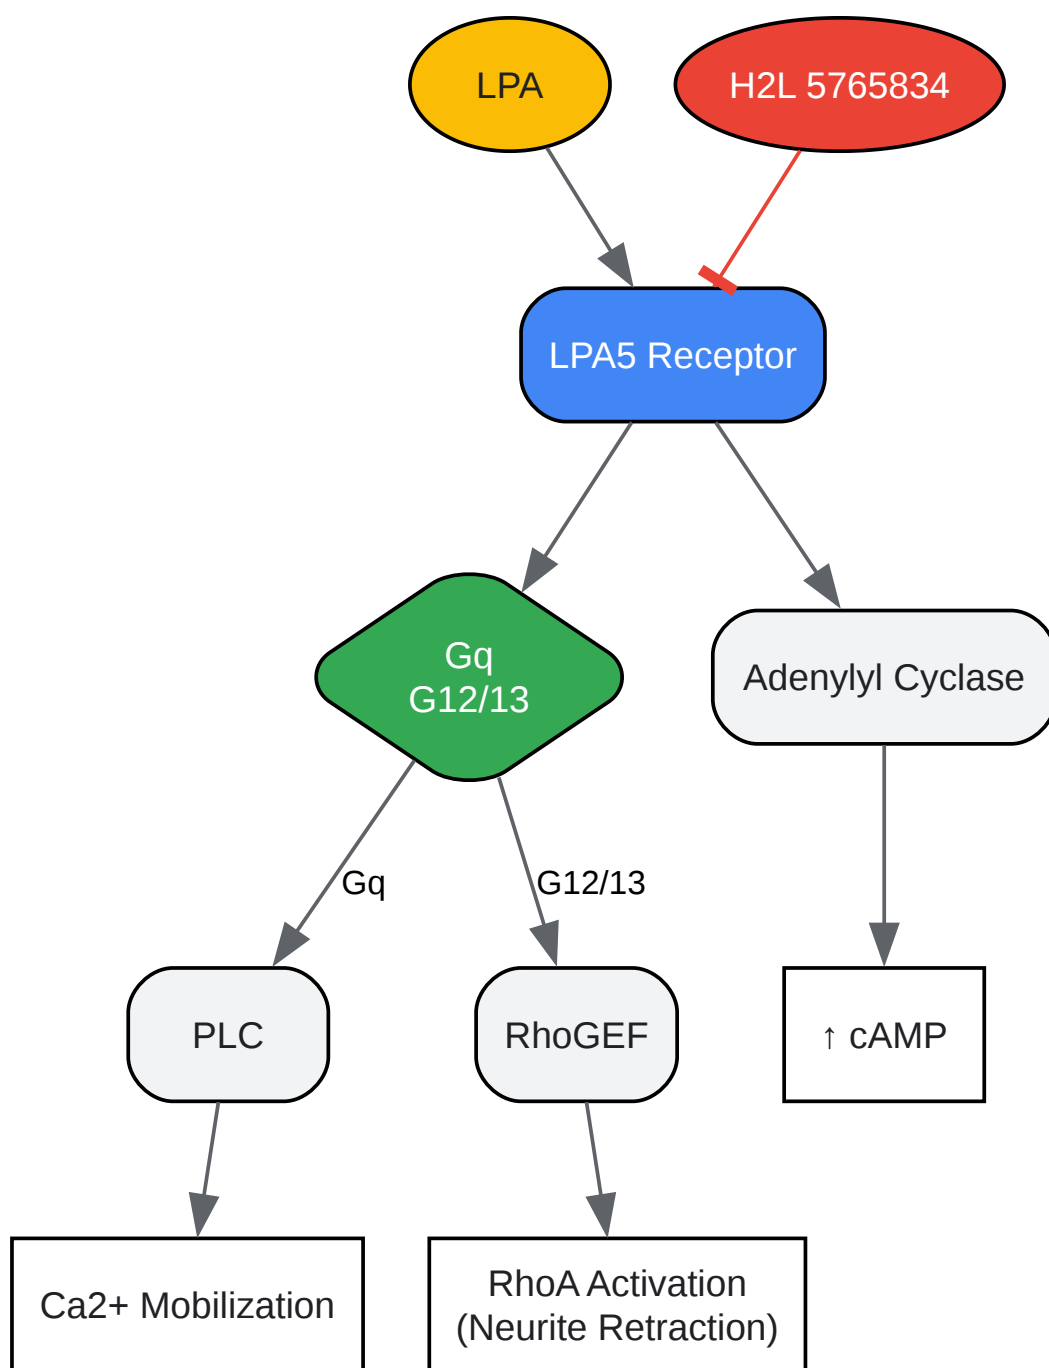 LPA
H2L 5765834
LPA5 Receptor
Gq
G12/13
Adenylyl Cyclase
Gq
G12/13
PLC
RhoGEF
↑ cAMP
Ca2+ Mobilization
RhoA Activation
(Neurite Retraction)